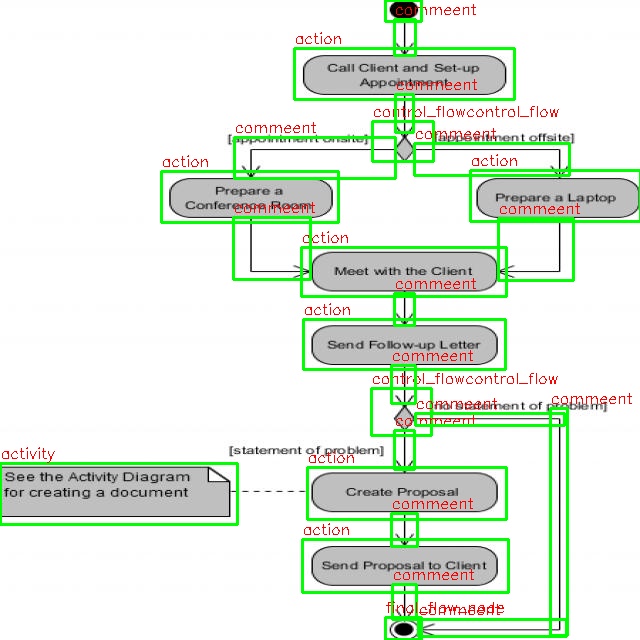 commeent
action
Call Client and Set-up
Appointment
commeent
control_flowcontrol_flow
commeent
commeent
[appointment onsite]
[appointment offsite]
action
action
Prepare a
Conference Room
commeent
Prepare a Laptop
commeent
action
Meet with the Client
commeent
action
Send Follow-up Letter
commeent
control_flowcontrol_flow
commeent
commeent
no statement of problem]
commeent
[statement of problem]
action
activity
See the Activity Diagram
for creating a document
Create Proposal
commeent
action
Send Proposal to Client
commeent
final_flow_node
commeent